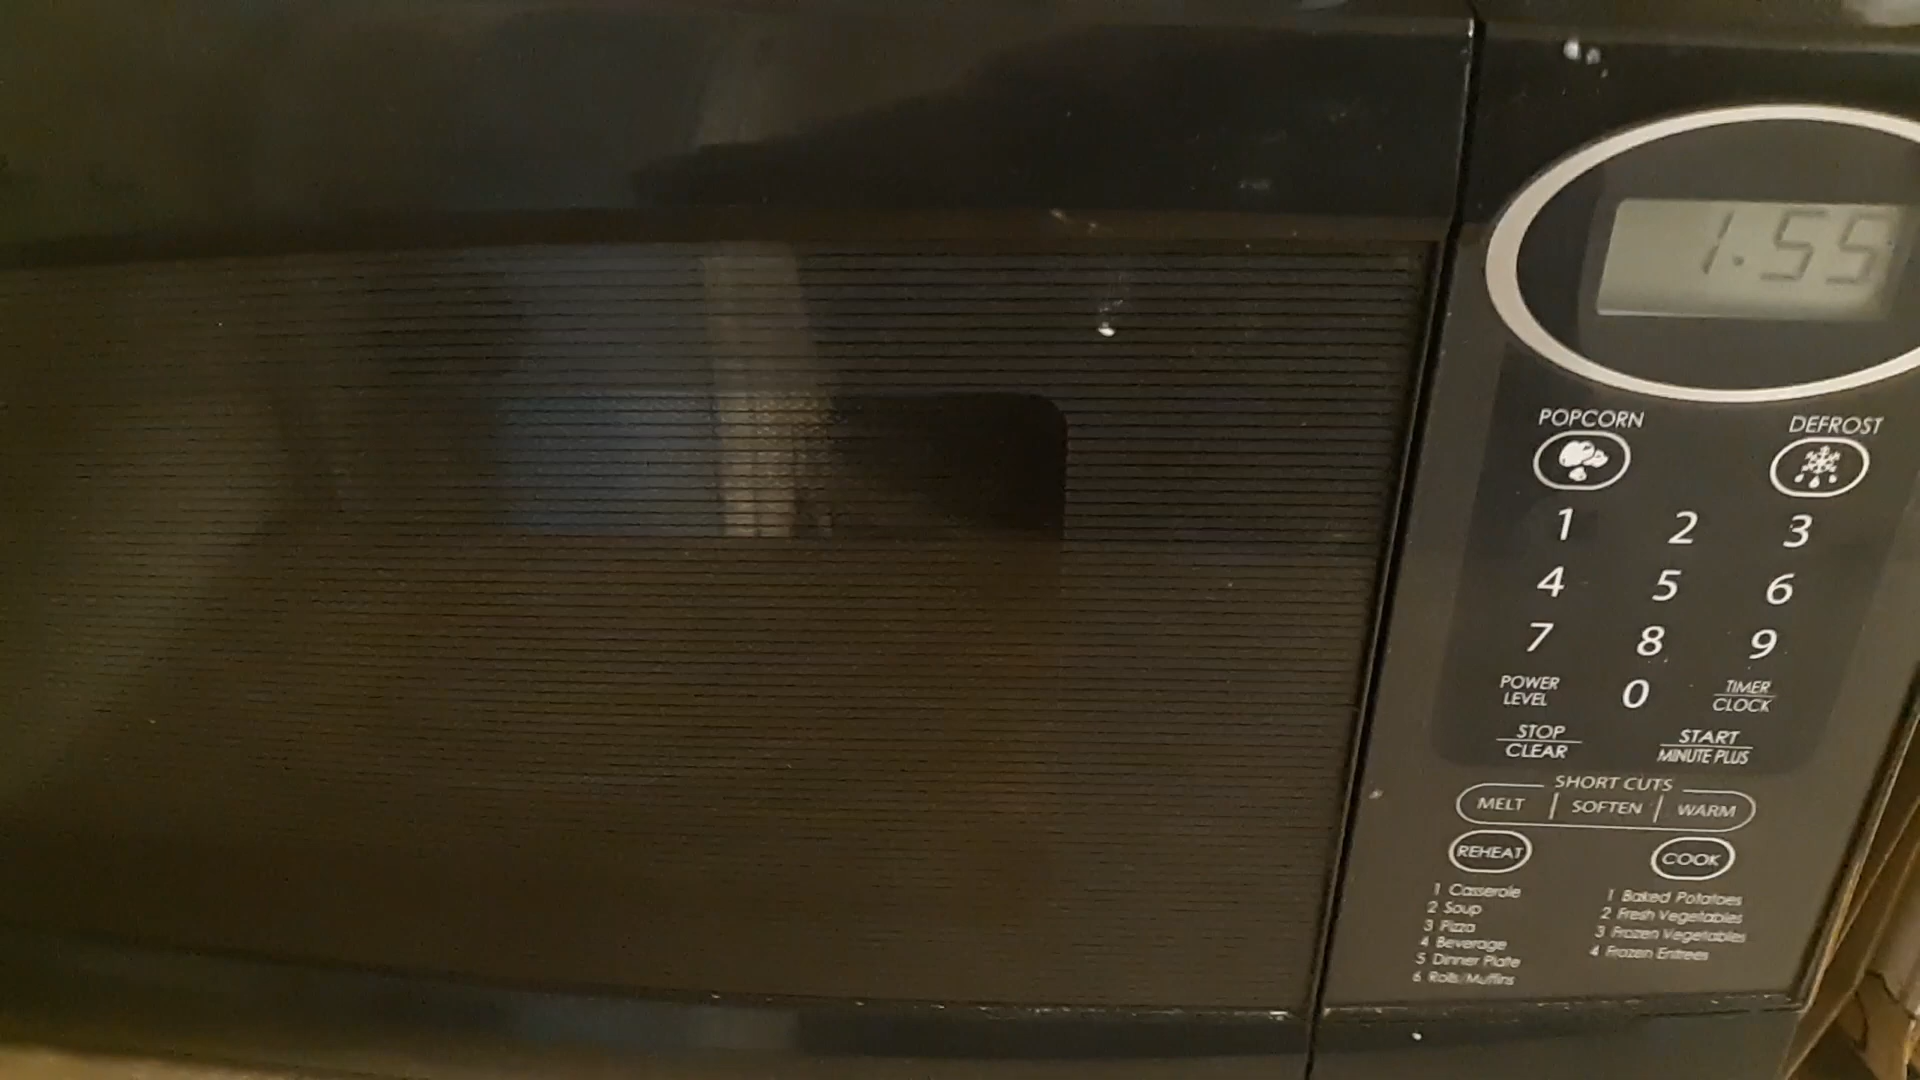 1:55
POPCORN DEFROST
1 2 3
4 5 6
7 8 9
POWER LEVEL 0 TIMER CLOCK
STOP CLEAR START MINUTE PLUS
SHORT CUTS
MELT SOFTEN WARM
REHEAT COOK
1 Casserole
2 Soup
3 Pizza
4 Beverage
5 Dinner Plate
6 Rolls/Muffins
1 Baked Potatoes
2 Fresh Vegetables
3 Frozen Vegetables
4 Frozen Entrees